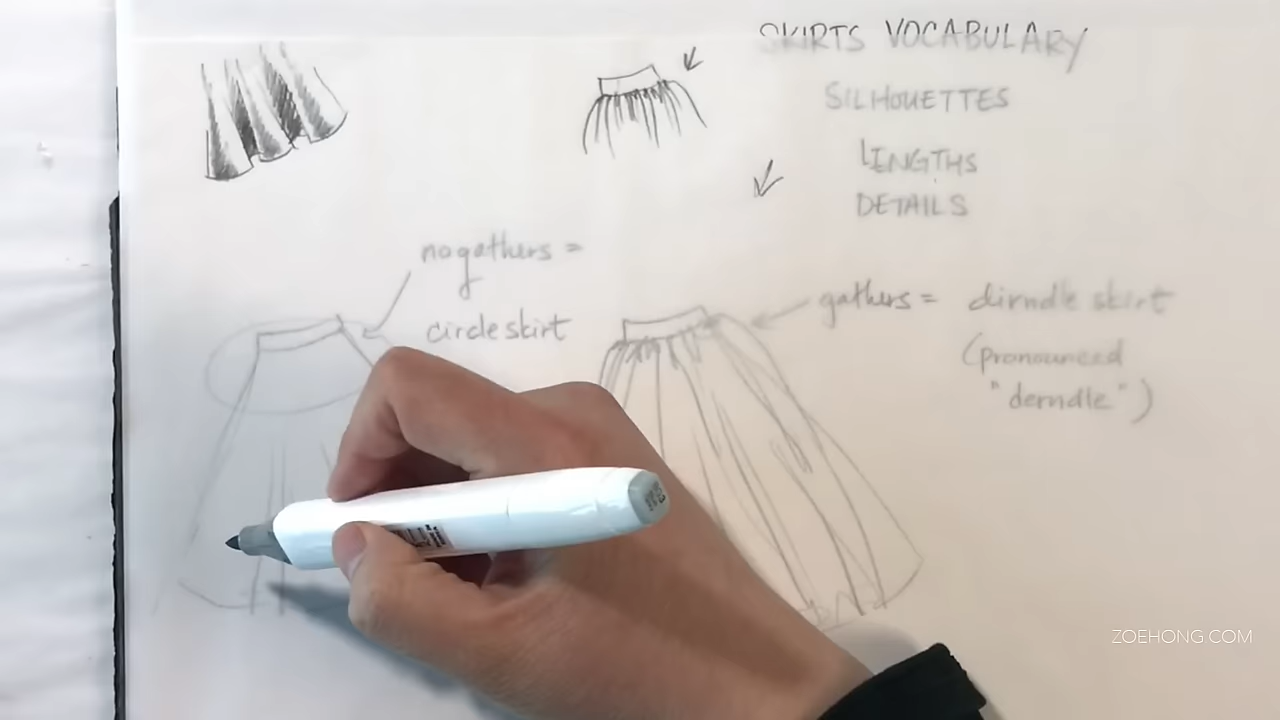 SKIRTS VOCABULARY
SILHOUETTES
LENGTHS
DETAILS
no gathers =
circle skirt
gathers = dirndle skirt
(pronounced
"derndle")
ZOEHONG.COM